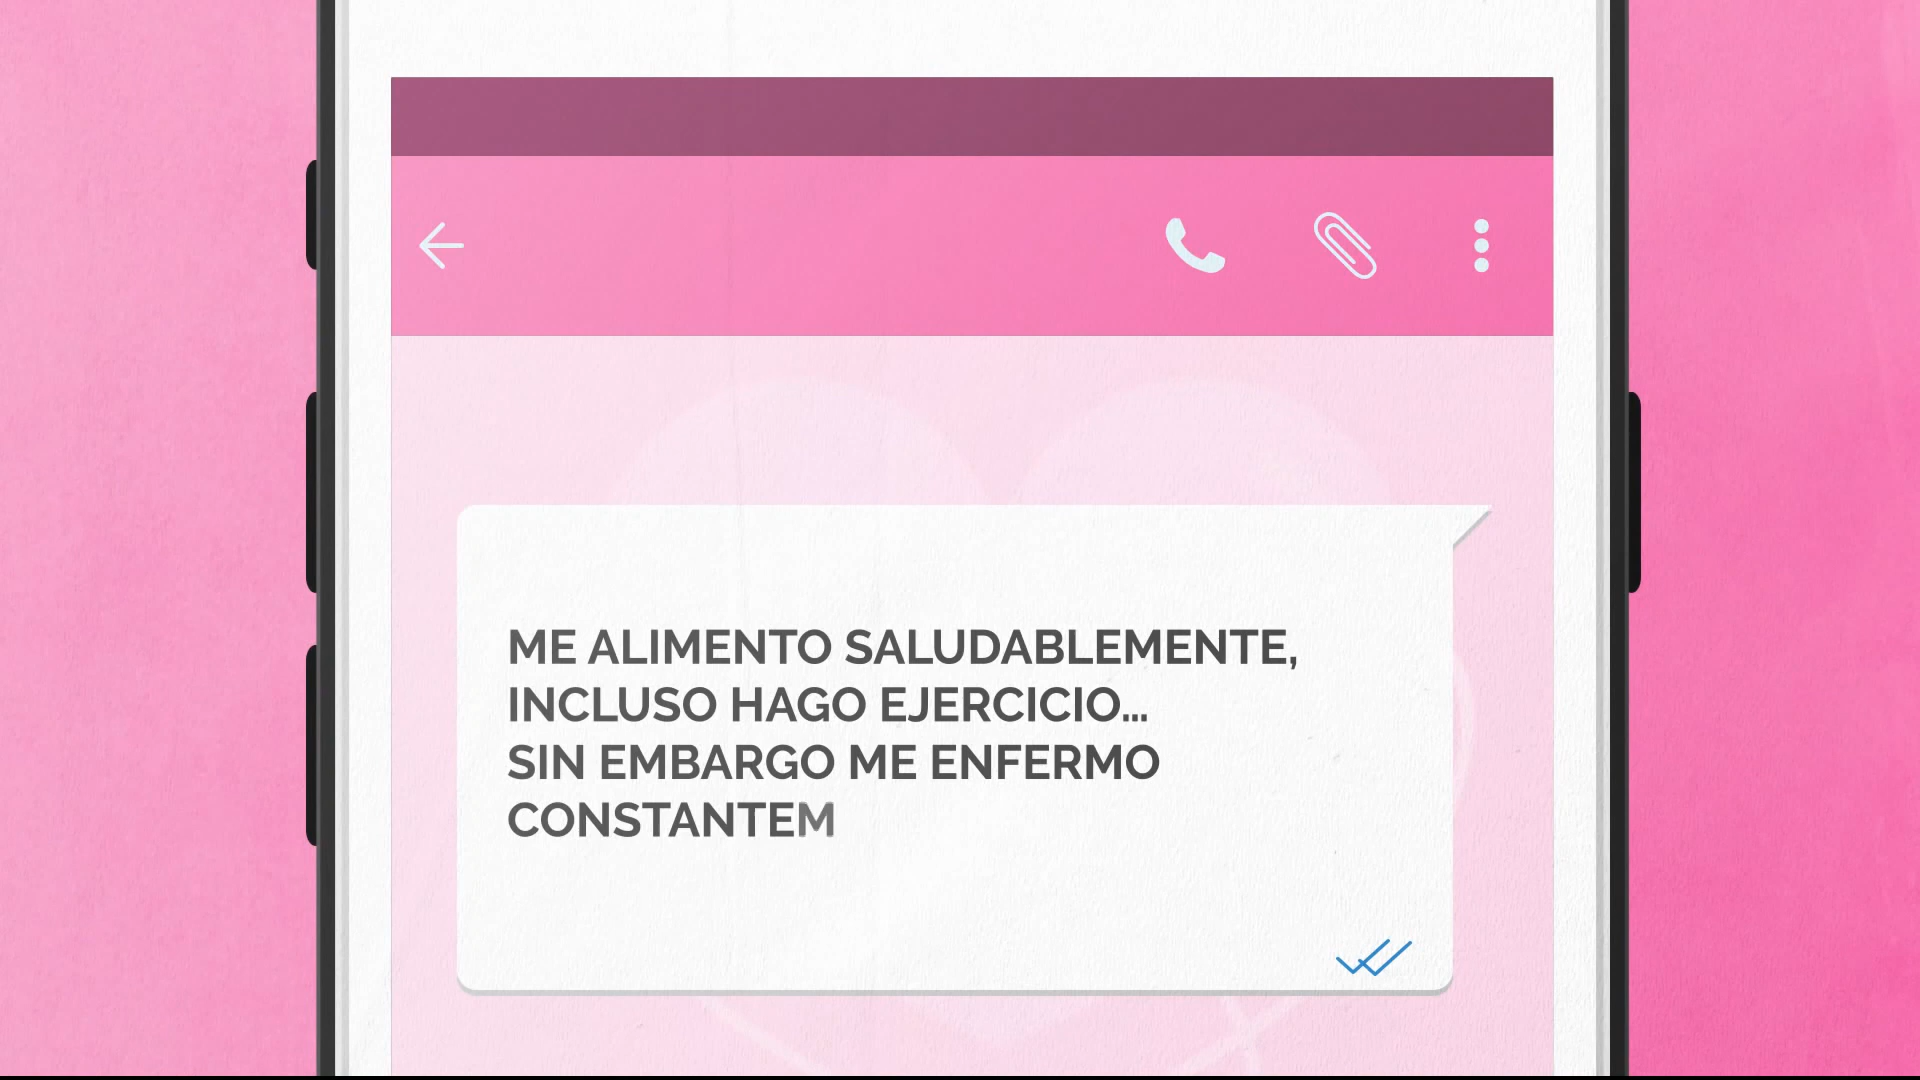 ME ALIMENTO SALUDABLEMENTE,
INCLUSO HAGO EJERCICIO...
SIN EMBARGO ME ENFERMO
CONSTANTEM